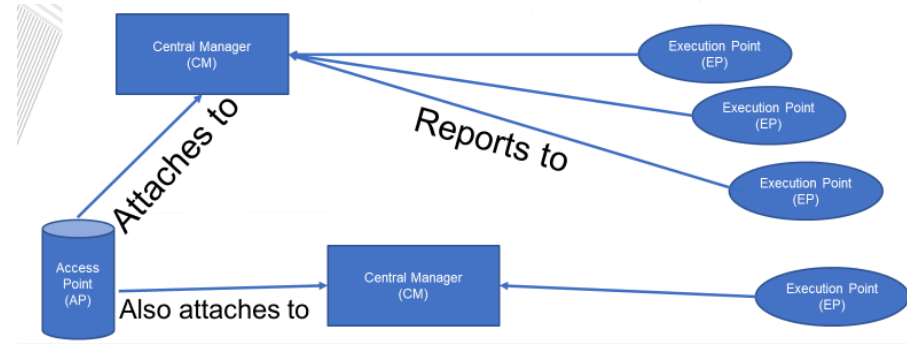 Central Manager
(CM)
Execution Point
(EP)
Execution Point
(EP)
Attaches to
Reports to
Execution Point
(EP)
Access
Point
(AP)
Central Manager
(CM)
Also attaches to
Execution Point
(EP)